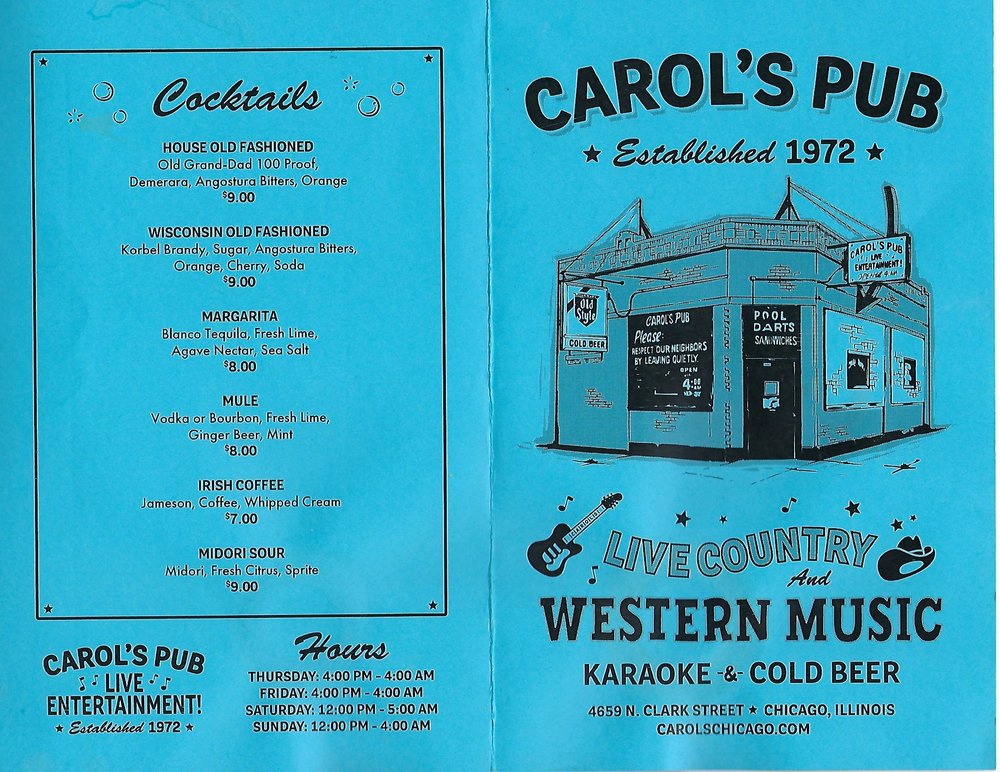 Cocktails
HOUSE OLD FASHIONED
Old Grand-Dad 100 Proof,
Demerara, Angostura Bitters, Orange
$9.00
WISCONSIN OLD FASHIONED
Korbel Brandy, Sugar, Angostura Bitters,
Orange, Cherry, Soda
$9.00
MARGARITA
Blanco Tequila, Fresh Lime,
Agave Nectar, Sea Salt
$8.00
MULE
Vodka or Bourbon, Fresh Lime,
Ginger Beer, Mint
$8.00
IRISH COFFEE
Jameson, Coffee, Whipped Cream
$7.00
MIDORI SOUR
Midori, Fresh Citrus, Sprite
$9.00
CAROL'S PUB
LIVE
ENTERTAINMENT!
Established 1972
Hours
THURSDAY: 4:00 PM - 4:00 AM
FRIDAY: 4:00 PM - 4:00 AM
SATURDAY: 12:00 PM - 5:00 AM
SUNDAY: 12:00 PM - 4:00 AM
CAROL'S PUB
Established 1972
CAROL'S PUB
LIVE
ENTERTAINMENT!
Old
Style
COLD BEER
CAROL'S PUB
Please:
RESPECT OUR NEIGHBORS
BY LEAVING QUIETLY.
OPEN
POOL
DARTS
SANDWICHES
LIVE COUNTRY
And
WESTERN MUSIC
KARAOKE -&- COLD BEER
4659 N. CLARK STREET ★ CHICAGO, ILLINOIS
CAROLSCHICAGO.COM